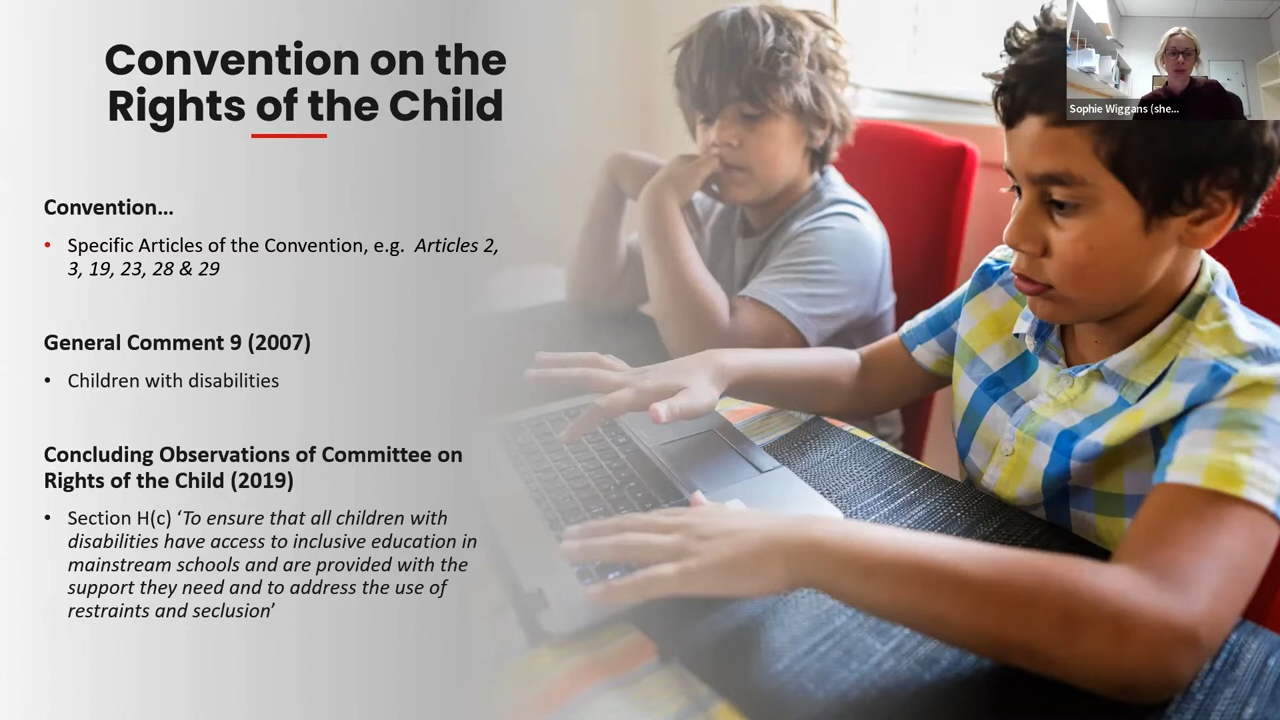 Convention on the
Rights of the Child
Sophie Wiggans (she...
Convention...
• Specific Articles of the Convention, e.g. Articles 2,
3, 19, 23, 28 & 29
General Comment 9 (2007)
• Children with disabilities
Concluding Observations of Committee on
Rights of the Child (2019)
• Section H(c) ‘To ensure that all children with
disabilities have access to inclusive education in
mainstream schools and are provided with the
support they need and to address the use of
restraints and seclusion’